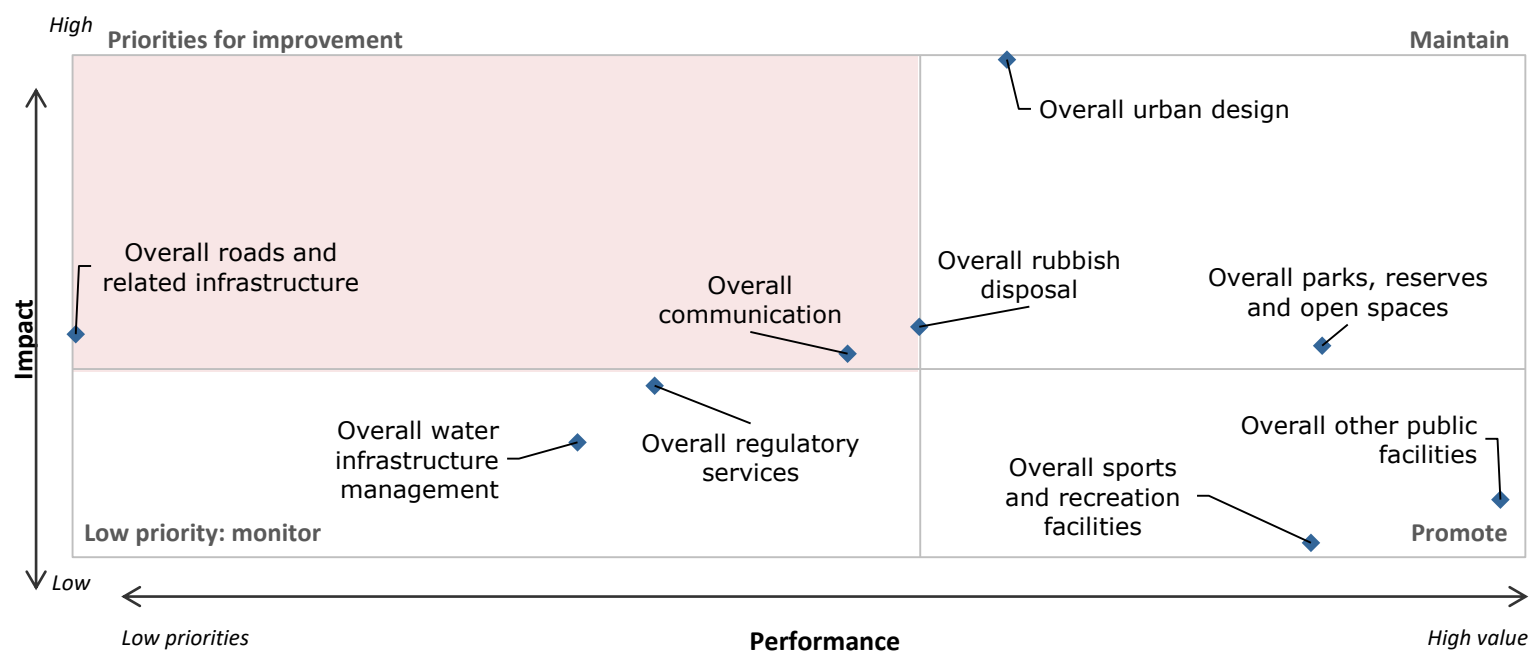 High
Priorities for improvement
Maintain
Overall urban design
Overall roads and
related infrastructure
Overall
communication
Overall rubbish
disposal
Overall parks, reserves
and open spaces
Impact
Overall water
infrastructure
management
Overall regulatory
services
Overall sports
and recreation
facilities
Overall other public
facilities
Low priority: monitor
Promote
Low
Low priorities
Performance
High value